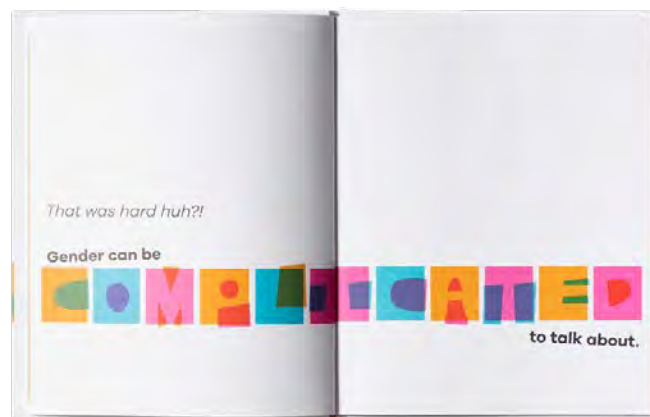 That was hard huh?!
Gender can be
COMPLICATED
to talk about.